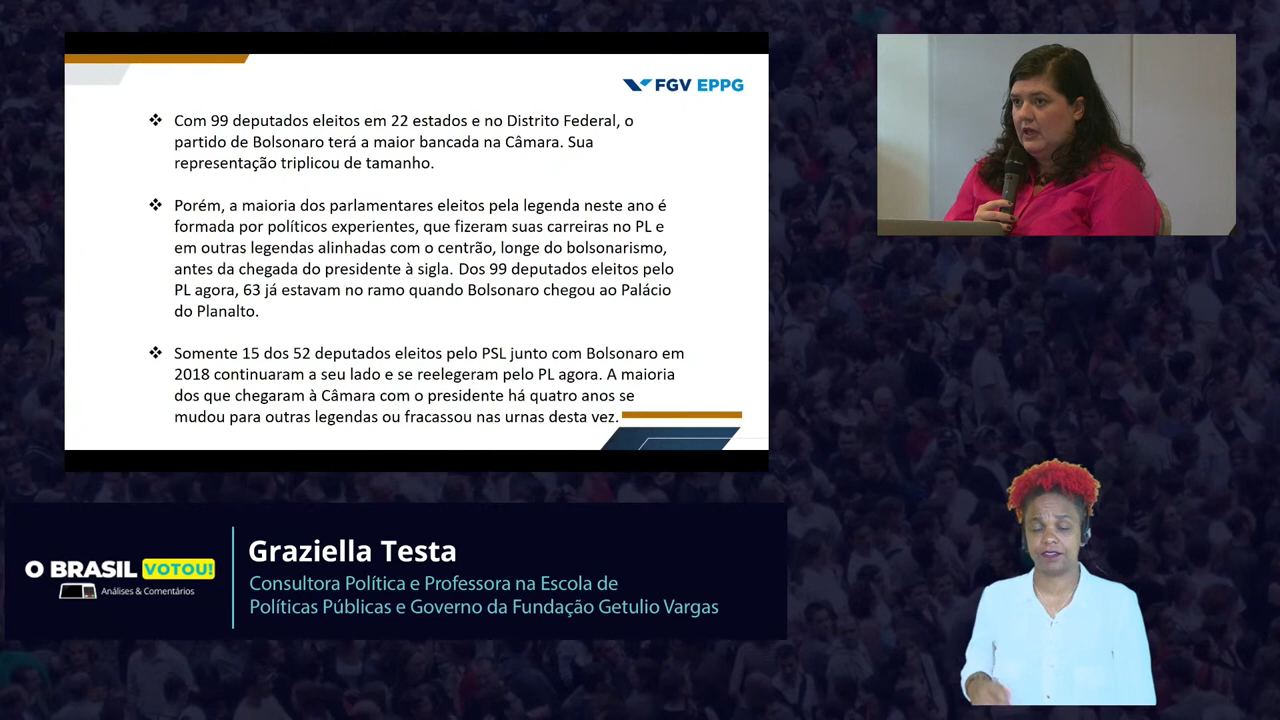 FGV EPPG
❖ Com 99 deputados eleitos em 22 estados e no Distrito Federal, o
partido de Bolsonaro terá a maior bancada na Câmara. Sua
representação triplicou de tamanho.
❖ Porém, a maioria dos parlamentares eleitos pela legenda neste ano é
formada por políticos experientes, que fizeram suas carreiras no PL e
em outras legendas alinhadas com o centrão, longe do bolsonarismo,
antes da chegada do presidente à sigla. Dos 99 deputados eleitos pelo
PL agora, 63 já estavam no ramo quando Bolsonaro chegou ao Palácio
do Planalto.
❖ Somente 15 dos 52 deputados eleitos pelo PSL junto com Bolsonaro em
2018 continuaram a seu lado e se reelegeram pelo PL agora. A maioria
dos que chegaram à Câmara com o presidente há quatro anos se
mudou para outras legendas ou fracassou nas urnas desta vez.
O BRASIL VOTOU!
Análises & Comentários
Graziella Testa
Consultora Política e Professora na Escola de
Políticas Públicas e Governo da Fundação Getulio Vargas